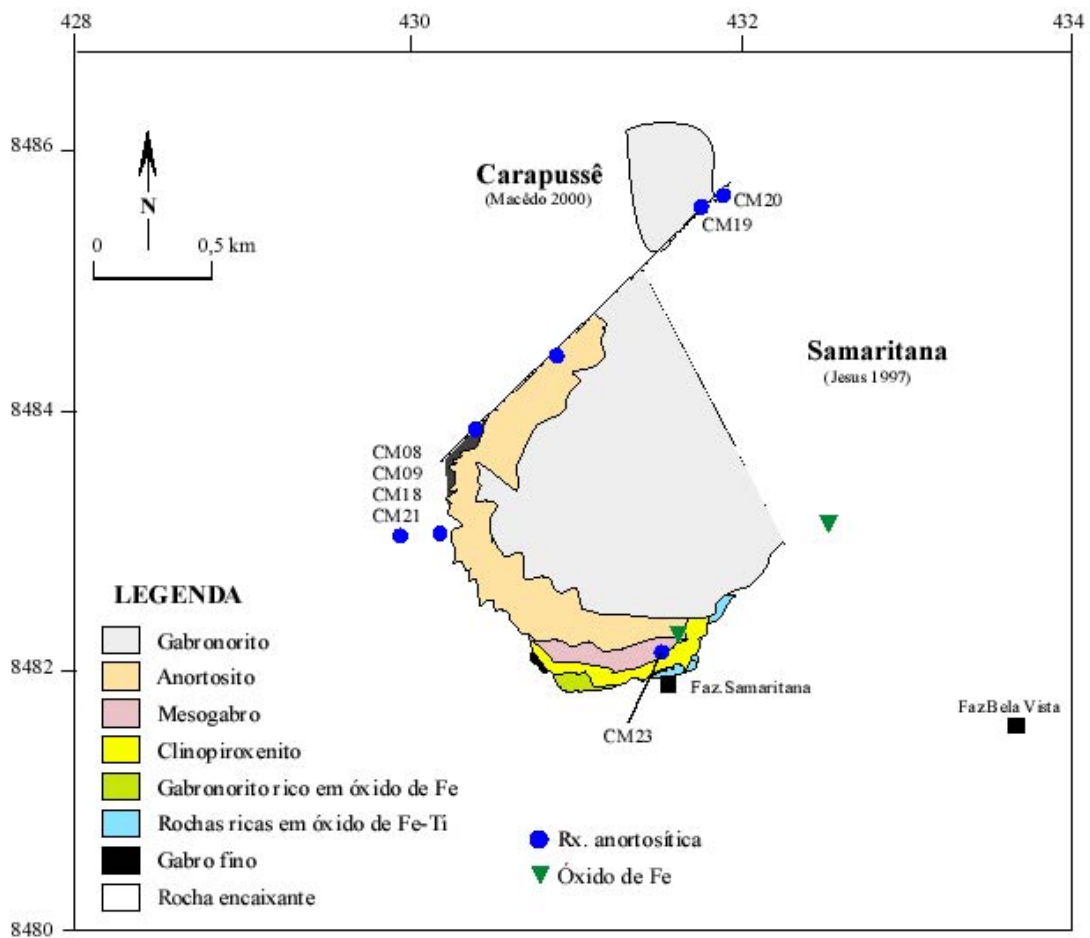 428
430
432
434
8486
8484
8482
8480
N
0
0,5 km
Carapussê
(Macêdo 2000)
CM20
CM19
Samaritana
(Jesus 1997)
CM08
CM09
CM18
CM21
Faz.Samaritana
FazBela Vista
CM23
LEGENDA
Gabronorito
Anortosito
Mesogabro
Clinopiroxenito
Gabronorito rico em óxido de Fe
Rochas ricas em óxido de Fe-Ti
Gabro fino
Rocha encaixante
Rx. anortosítica
Óxido de Fe